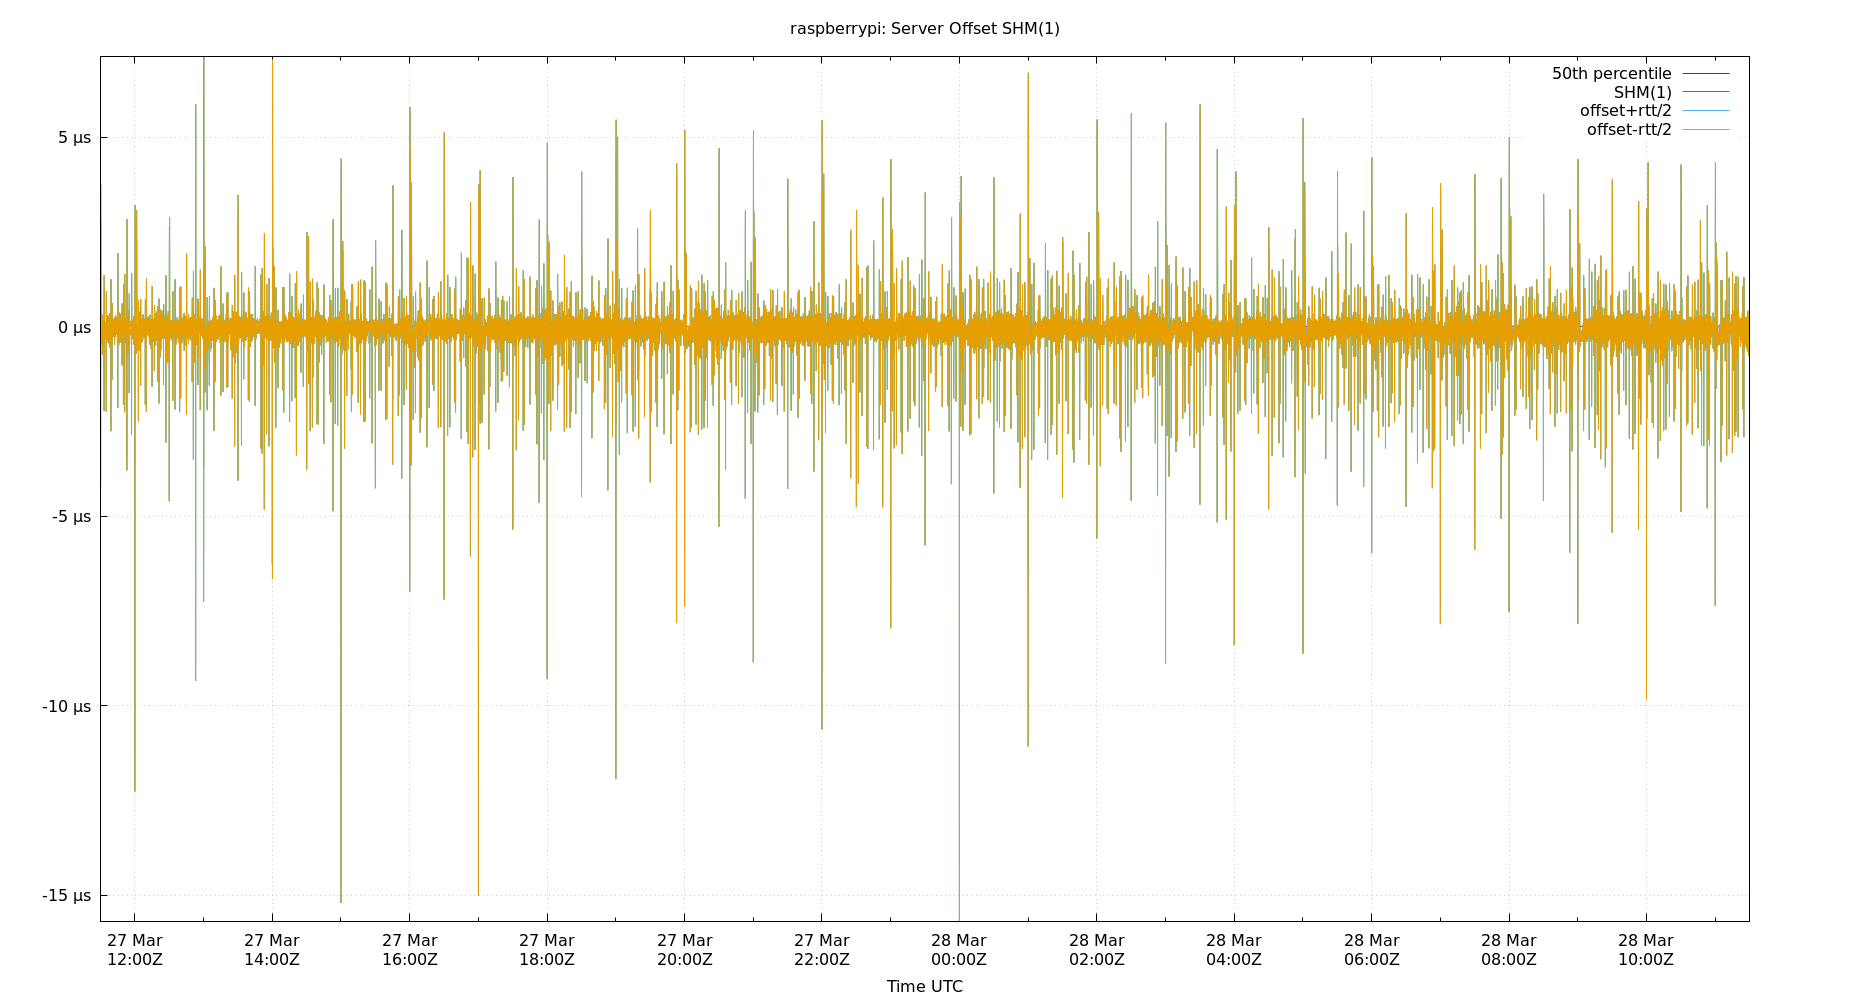 raspberrypi: Server Offset SHM(1)
50th percentile
SHM(1)
offset+rtt/2
offset-rtt/2
5 µs
0 µs
-5 µs
-10 µs
-15 µs
27 Mar 27 Mar 27 Mar 27 Mar 27 Mar 27 Mar 28 Mar 28 Mar 28 Mar 28 Mar 28 Mar 28 Mar
12:00Z 14:00Z 16:00Z 18:00Z 20:00Z 22:00Z 00:00Z 02:00Z 04:00Z 06:00Z 08:00Z 10:00Z
Time UTC